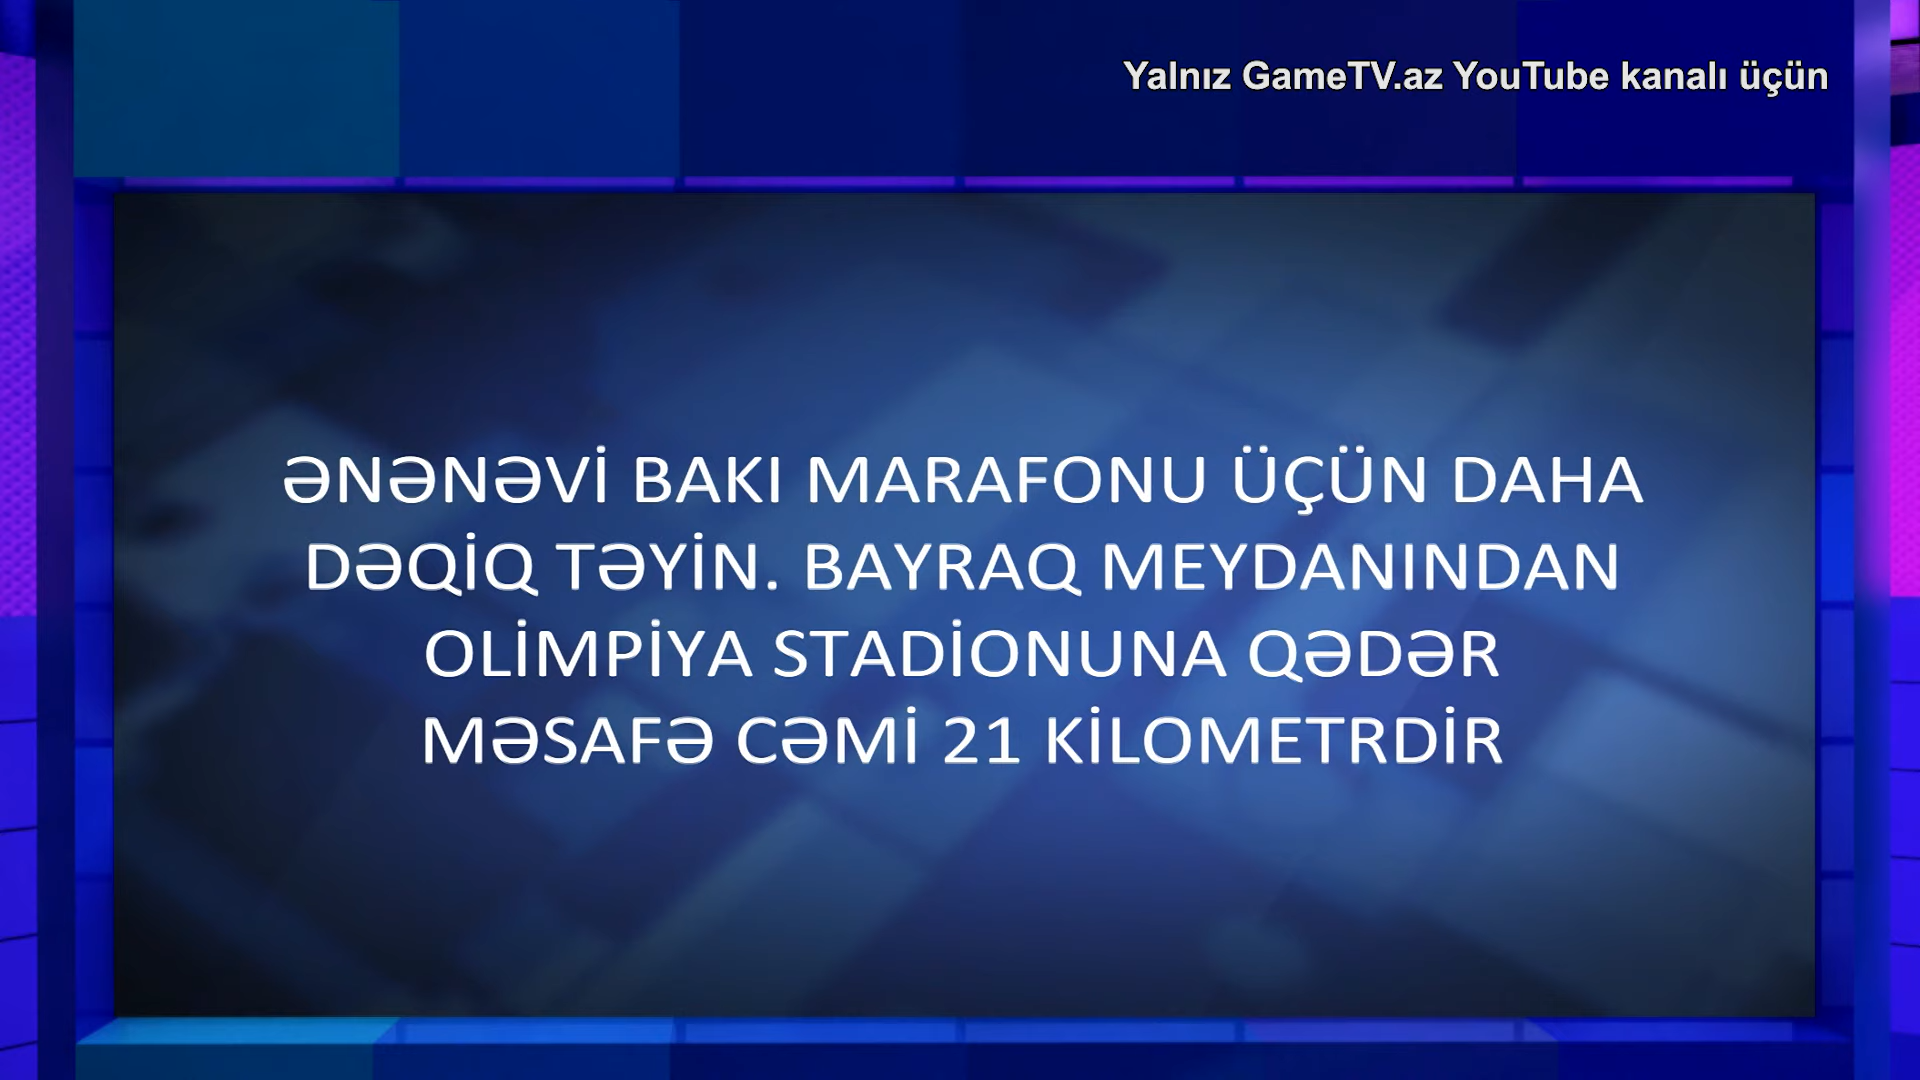 Yalnız GameTV.az YouTube kanalı üçün
ƏNƏNƏVİ BAKI MARAFONU ÜÇÜN DAHA
DƏQİQ TƏYİN. BAYRAQ MEYDANINDAN
OLİMPİYA STADİONUNA QƏDƏR
MƏSAFƏ CƏMİ 21 KİLOMETRDİR